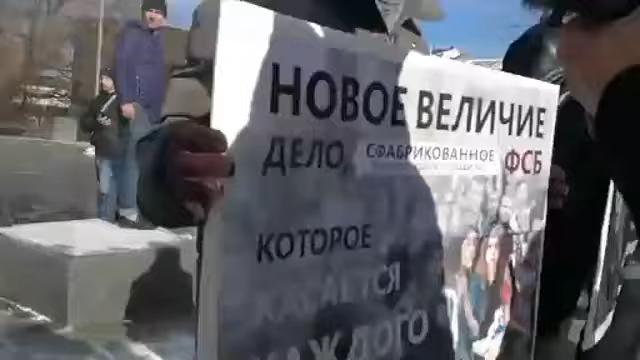 НОВОЕ ВЕЛИЧИЕ
ДЕЛО, СФАБРИКОВАННОЕ ФСБ
КОТОРОЕ
КАСАЕТСЯ
КАЖДОГО